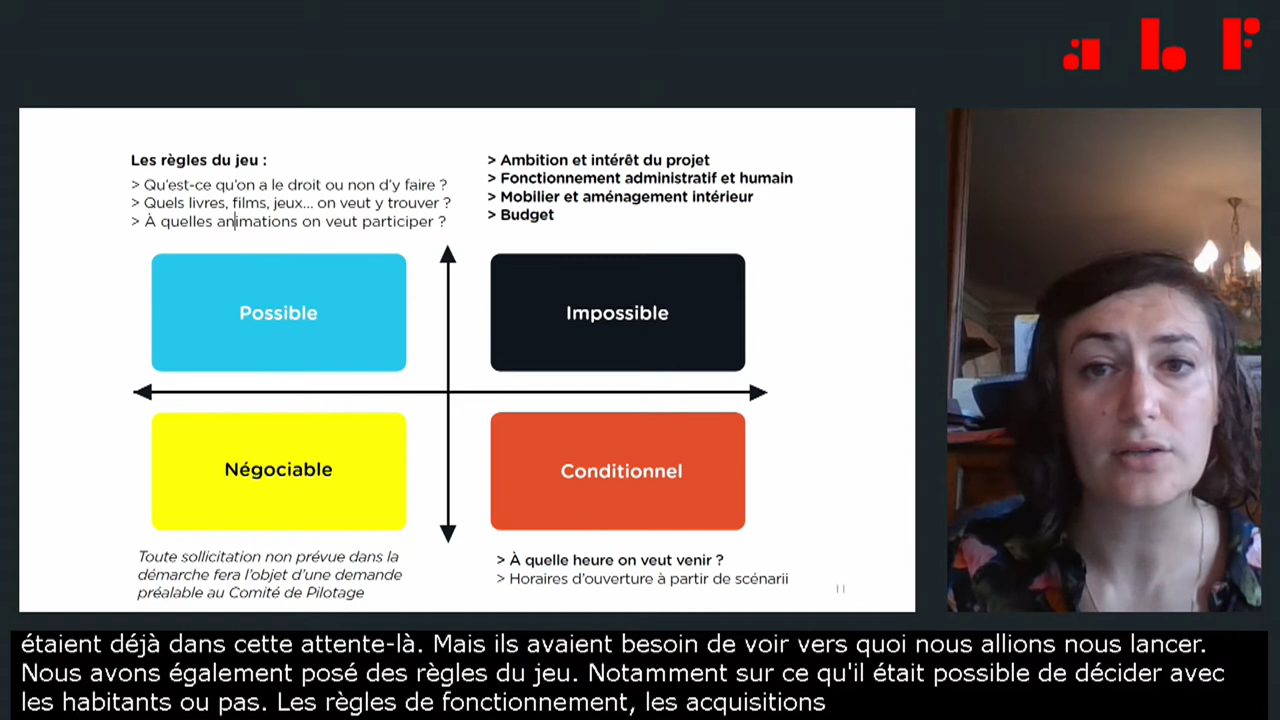 abf
Les règles du jeu :
> Qu'est-ce qu'on a le droit ou non d'y faire ?
> Quels livres, films, jeux... on veut y trouver ?
> À quelles animations on veut participer ?
> Ambition et intérêt du projet
> Fonctionnement administratif et humain
> Mobilier et aménagement intérieur
> Budget
Possible
Impossible
Négociable
Conditionnel
Toute sollicitation non prévue dans la
démarche fera l'objet d'une demande
préalable au Comité de Pilotage
> À quelle heure on veut venir ?
> Horaires d'ouverture à partir de scénarii
11
étaient déjà dans cette attente-là. Mais ils avaient besoin de voir vers quoi nous allions nous lancer.
Nous avons également posé des règles du jeu. Notamment sur ce qu'il était possible de décider avec
les habitants ou pas. Les règles de fonctionnement, les acquisitions